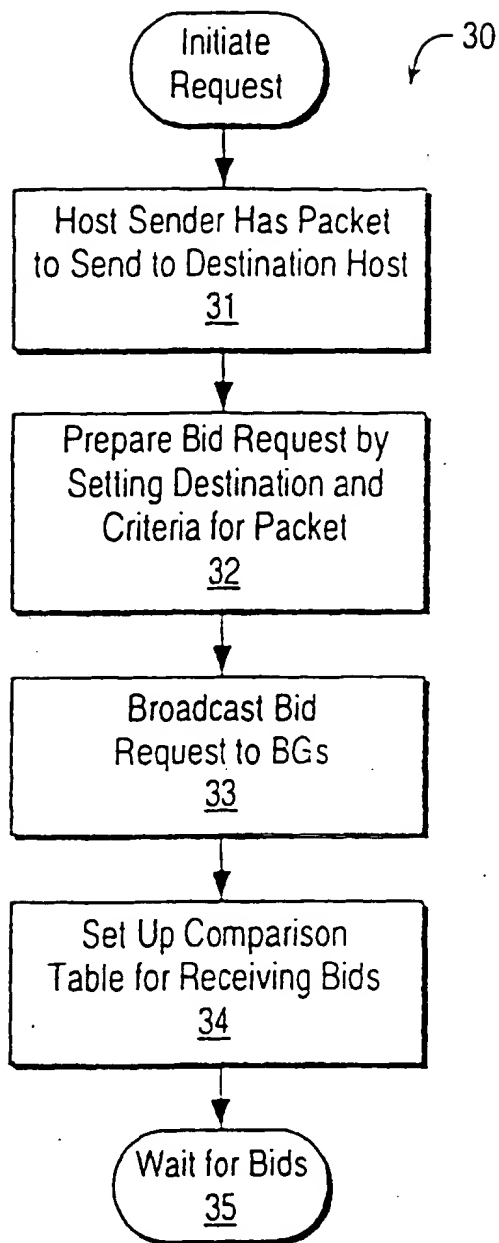 Initiate
Request
30
Host Sender Has Packet
to Send to Destination Host
31
Prepare Bid Request by
Setting Destination and
Criteria for Packet
32
Broadcast Bid
Request to BGs
33
Set Up Comparison
Table for Receiving Bids
34
Wait for Bids
35